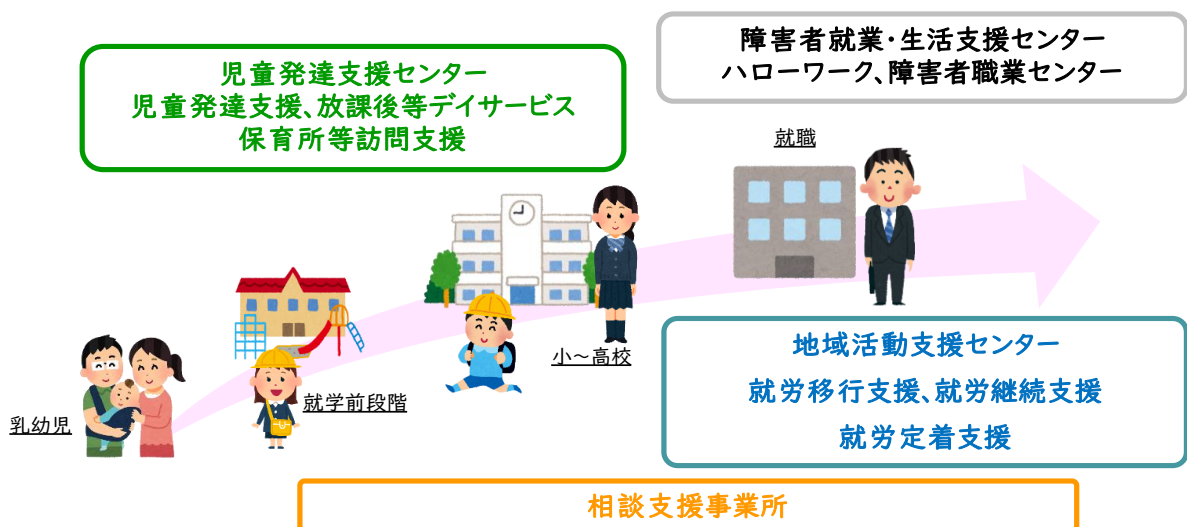 障害者就業・生活支援センター
ハローワーク、障害者職業センター
児童発達支援センター
児童発達支援、放課後等デイサービス
保育所等訪問支援
就職
小～高校
就学前段階
乳幼児
地域活動支援センター
就労移行支援、就労継続支援
就労定着支援
相談支援事業所